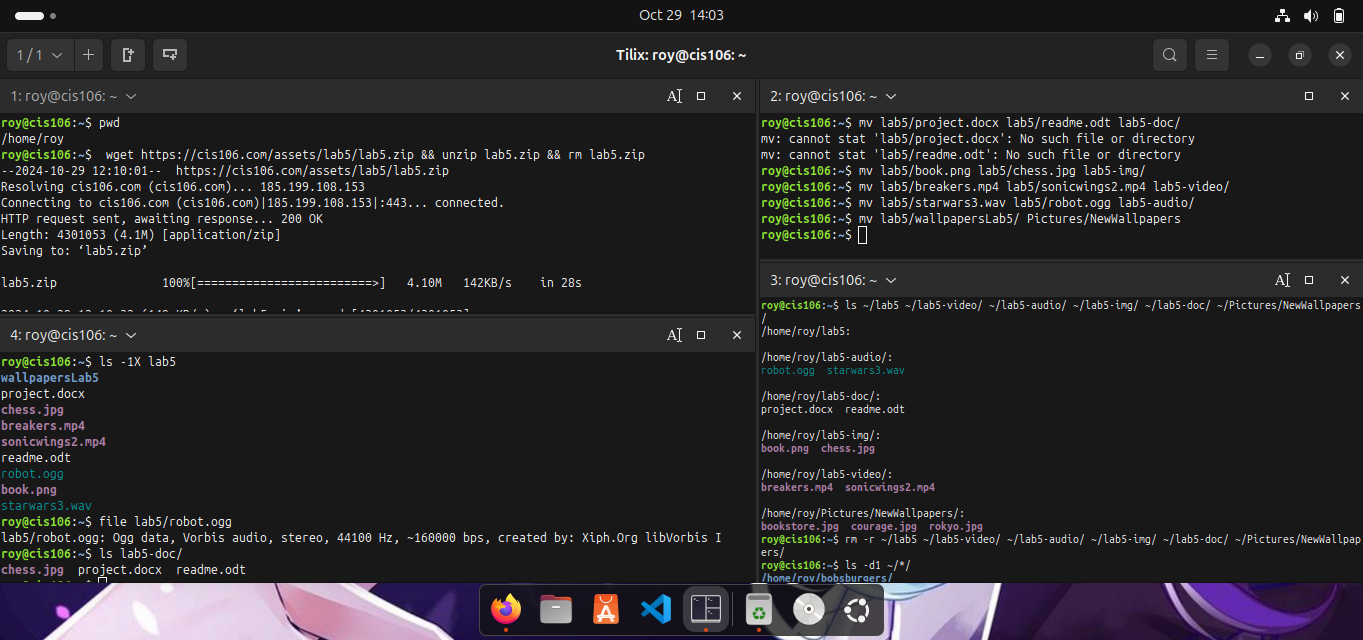 Oct 29 14:03
1 / 1
Tilix: roy@cis106: ~
1: roy@cis106: ~
roy@cis106:~$ pwd
/home/roy
roy@cis106:~$  wget https://cis106.com/assets/lab5/lab5.zip && unzip lab5.zip && rm lab5.zip
--2024-10-29 12:10:01--  https://cis106.com/assets/lab5/lab5.zip
Resolving cis106.com (cis106.com)... 185.199.108.153
Connecting to cis106.com (cis106.com)|185.199.108.153|:443... connected.
HTTP request sent, awaiting response... 200 OK
Length: 4301053 (4.1M) [application/zip]
Saving to: ‘lab5.zip’
lab5.zip 100%[=========================>] 4.10M 142KB/s in 28s
4: roy@cis106: ~
roy@cis106:~$ ls -1X lab5
wallpapersLab5
project.docx
chess.jpg
breakers.mp4
sonicwings2.mp4
readme.odt
robot.ogg
book.png
starwars3.wav
roy@cis106:~$ file lab5/robot.ogg
lab5/robot.ogg: Ogg data, Vorbis audio, stereo, 44100 Hz, ~160000 bps, created by: Xiph.Org libVorbis I
roy@cis106:~$ ls lab5-doc/
chess.jpg  project.docx  readme.odt
2: roy@cis106: ~
roy@cis106:~$ mv lab5/project.docx lab5/readme.odt lab5-doc/
mv: cannot stat 'lab5/project.docx': No such file or directory
mv: cannot stat 'lab5/readme.odt': No such file or directory
roy@cis106:~$ mv lab5/book.png lab5/chess.jpg lab5-img/
roy@cis106:~$ mv lab5/breakers.mp4 lab5/sonicwings2.mp4 lab5-video/
roy@cis106:~$ mv lab5/starwars3.wav lab5/robot.ogg lab5-audio/
roy@cis106:~$ mv lab5/wallpapersLab5/ Pictures/NewWallpapers
roy@cis106:~$
3: roy@cis106: ~
roy@cis106:~$ ls ~/lab5 ~/lab5-video/ ~/lab5-audio/ ~/lab5-img/ ~/lab5-doc/ ~/Pictures/NewWallpapers
/
/home/roy/lab5:
/home/roy/lab5-audio/:
robot.ogg  starwars3.wav
/home/roy/lab5-doc/:
project.docx  readme.odt
/home/roy/lab5-img/:
book.png  chess.jpg
/home/roy/lab5-video/:
breakers.mp4  sonicwings2.mp4
/home/roy/Pictures/NewWallpapers/:
bookstore.jpg  courage.jpg  rokyo.jpg
roy@cis106:~$ rm -r ~/lab5 ~/lab5-video/ ~/lab5-audio/ ~/lab5-img/ ~/lab5-doc/ ~/Pictures/NewWallpap
ers/
roy@cis106:~$ ls -d1 ~/*/
/home/roy/bobsburgers/